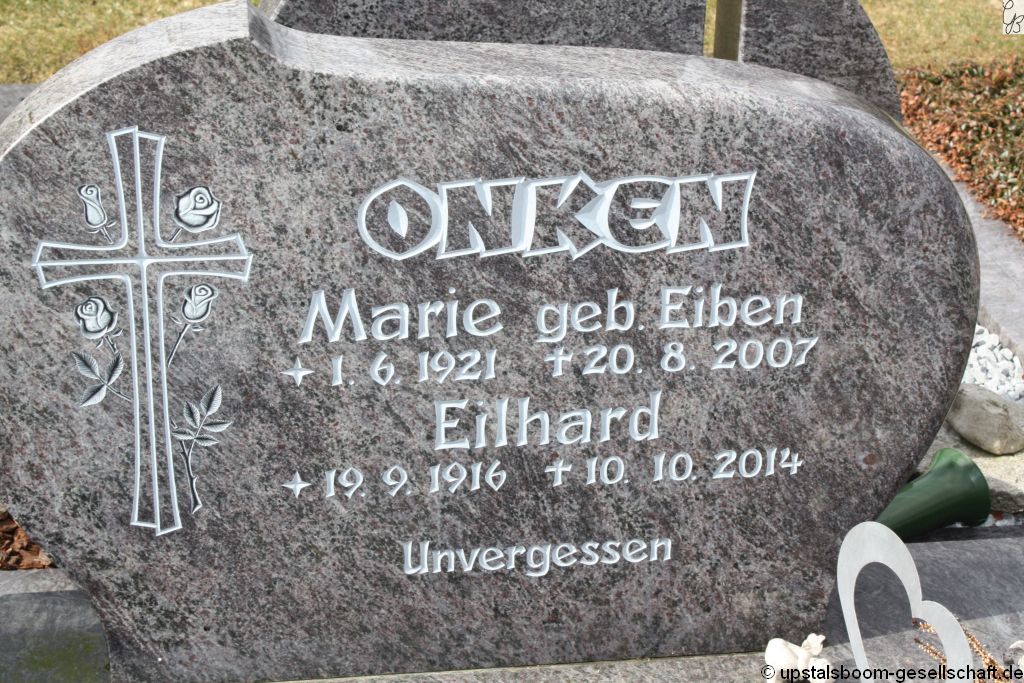 ONKEN
Marie geb. Eiben
1. 6. 1921 †20. 8. 2007
Eilhard
19. 9. 1916 †10. 10. 2014
Unvergessen
© upstalsboom-gesellschaft.de